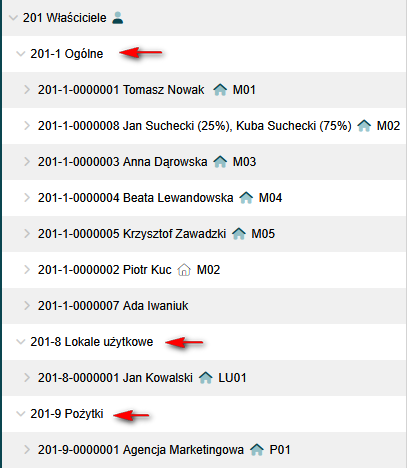 201 Właściciele
201-1 Ogólne
201-1-0000001 Tomasz Nowak M01
201-1-0000008 Jan Suchecki (25%), Kuba Suchecki (75%) M02
201-1-0000003 Anna Dąrowska M03
201-1-0000004 Beata Lewandowska M04
201-1-0000005 Krzysztof Zawadzki M05
201-1-0000002 Piotr Kuc M02
201-1-0000007 Ada Iwaniuk
201-8 Lokale użytkowe
201-8-0000001 Jan Kowalski LU01
201-9 Pożytki
201-9-0000001 Agencja Marketingowa P01